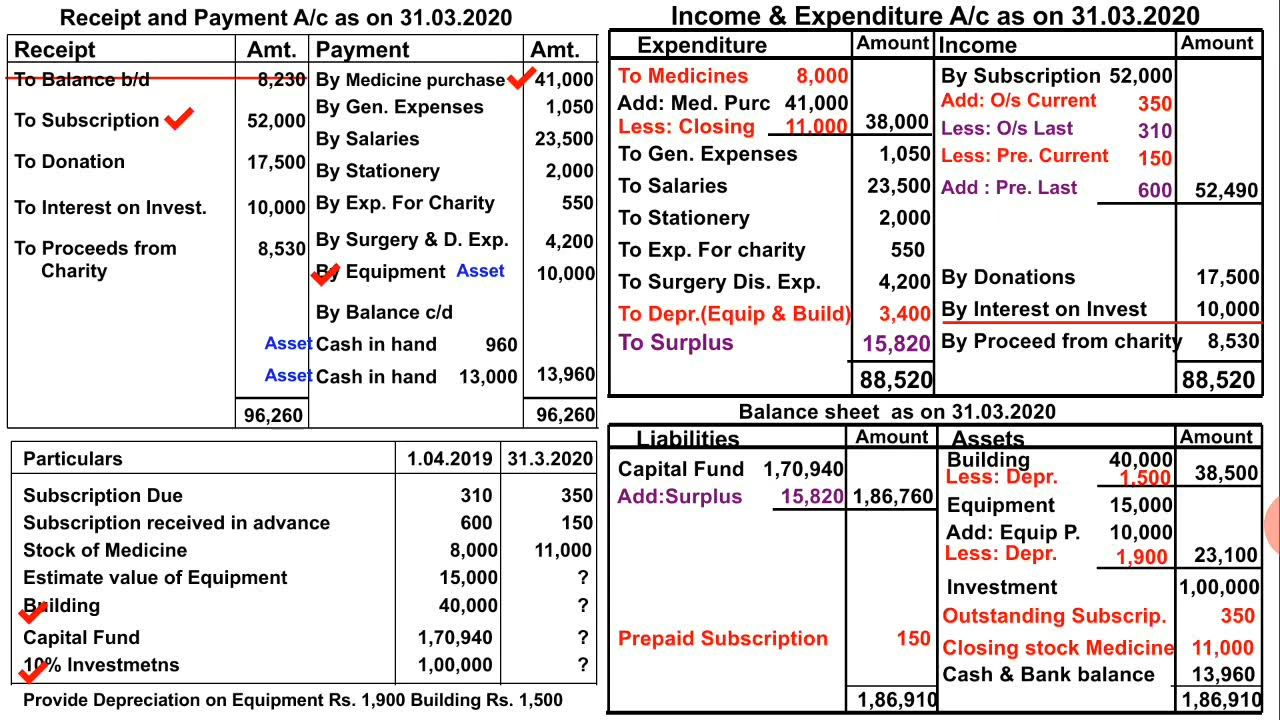 Receipt and Payment A/c as on 31.03.2020
Receipt Amt. Payment Amt.
To Balance b/d 8,230 By Medicine purchase 41,000
By Gen. Expenses 1,050
To Subscription 52,000
By Salaries 23,500
To Donation 17,500
By Stationery 2,000
To Interest on Invest. 10,000 By Exp. For Charity 550
To Proceeds from 8,530 By Surgery & D. Exp. 4,200
Charity By Equipment Asset 10,000
By Balance c/d
Asset Cash in hand 960
Asset Cash in hand 13,000 13,960
96,260 96,260
Particulars 1.04.2019 31.3.2020
Subscription Due 310 350
Subscription received in advance 600 150
Stock of Medicine 8,000 11,000
Estimate value of Equipment 15,000 ?
Building 40,000 ?
Capital Fund 1,70,940 ?
10% Investmetns 1,00,000 ?
Provide Depreciation on Equipment Rs. 1,900 Building Rs. 1,500
Income & Expenditure A/c as on 31.03.2020
Expenditure Amount Income Amount
To Medicines 8,000 By Subscription 52,000
Add: Med. Purc 41,000 Add: O/s Current 350
Less: Closing 11,000 38,000 Less: O/s Last 310
To Gen. Expenses 1,050 Less: Pre. Current 150
To Salaries 23,500 Add : Pre. Last 600 52,490
To Stationery 2,000
To Exp. For charity 550
To Surgery Dis. Exp. 4,200 By Donations 17,500
To Depr.(Equip & Build) 3,400 By Interest on Invest 10,000
To Surplus 15,820 By Proceed from charity 8,530
88,520 88,520
Balance sheet as on 31.03.2020
Liabilities Amount Assets Amount
Capital Fund 1,70,940 Building 40,000
Add:Surplus 15,820 1,86,760 Less: Depr. 1,500 38,500
Equipment 15,000
Add: Equip P. 10,000
Less: Depr. 1,900 23,100
Investment 1,00,000
Outstanding Subscrip. 350
Prepaid Subscription 150 Closing stock Medicine 11,000
Cash & Bank balance 13,960
1,86,910 1,86,910